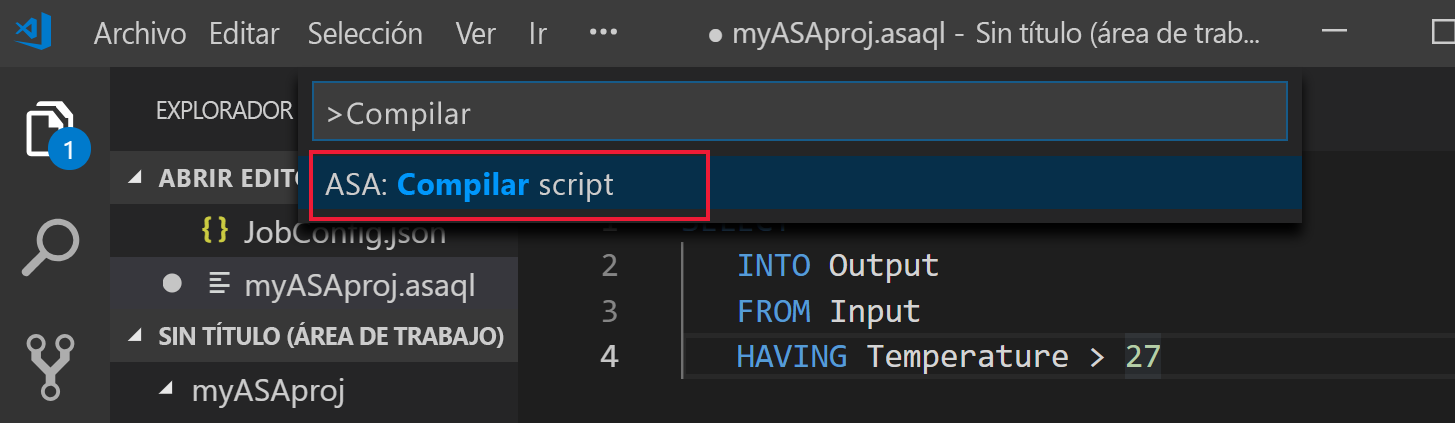 Archivo Editar Selección Ver Ir ••• ● myASAproj.asaql - Sin título (área de trab...
EXPLORADOR
>Compilar
1
ABRIR EDITO
ASA: Compilar script
{ } JobConfig.json
1 SELECT
2 INTO Output
myASAproj.asaql
3 FROM Input
SIN TÍTULO (ÁREA DE TRABAJO)
4 HAVING Temperature > 27
myASAproj